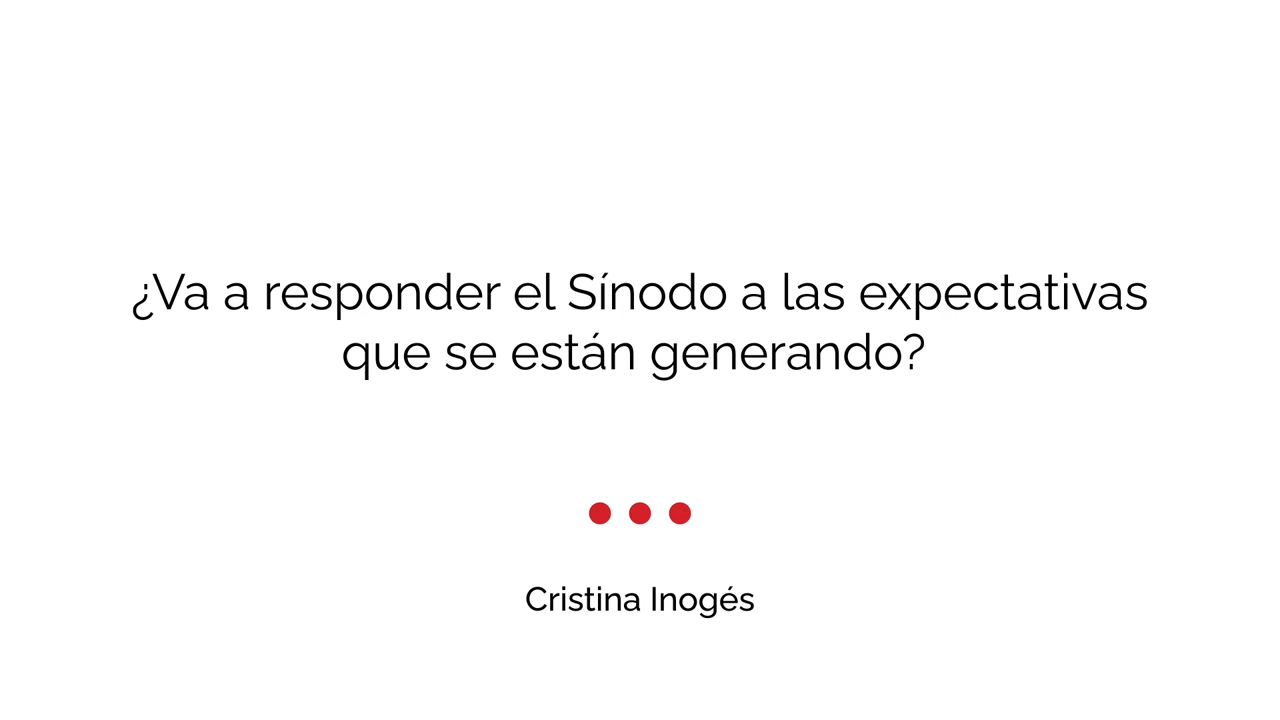 ¿Va a responder el Sínodo a las expectativas
que se están generando?
Cristina Inogés